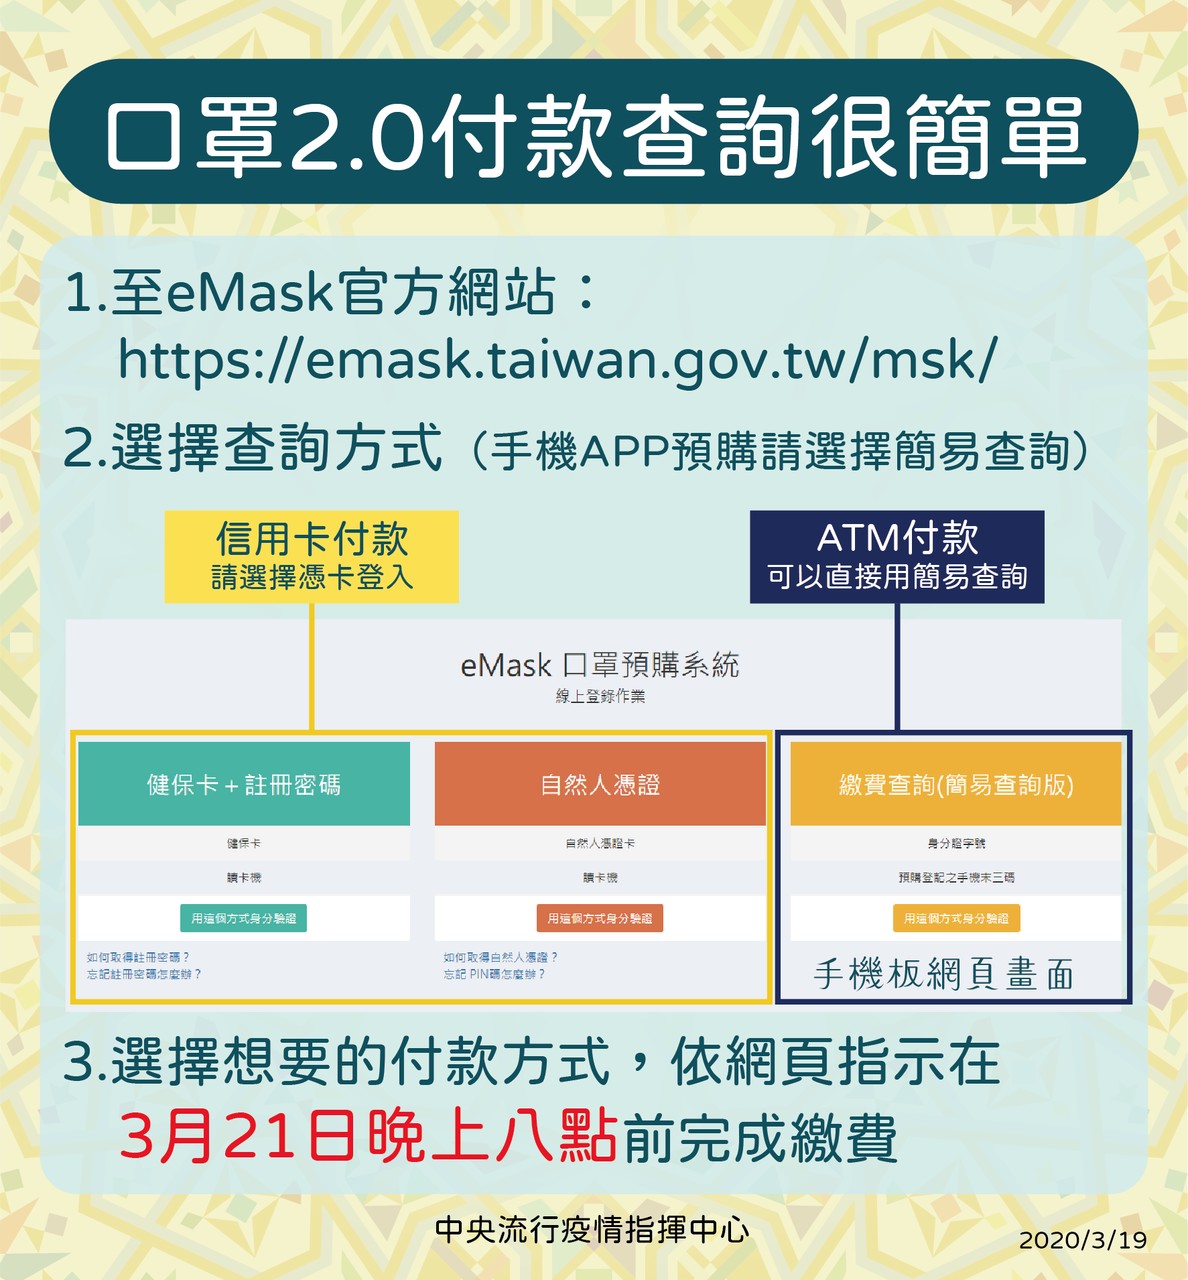 口罩2.0付款查詢很簡單
1.至eMask官方網站：
https://emask.taiwan.gov.tw/msk/
2.選擇查詢方式（手機APP預購請選擇簡易查詢）
信用卡付款
請選擇憑卡登入
ATM付款
可以直接用簡易查詢
eMask 口罩預購系統
線上登錄作業
健保卡＋註冊密碼
健保卡
讀卡機
用這個方式身分驗證
如何取得註冊密碼？
忘記註冊密碼怎麼辦？
自然人憑證
自然人憑證卡
讀卡機
用這個方式身分驗證
如何取得自然人憑證？
忘記 PIN碼怎麼辦？
繳費查詢(簡易查詢版)
身分證字號
預購登記之手機末三碼
用這個方式身分驗證
手機板網頁畫面
3.選擇想要的付款方式，依網頁指示在
3月21日晚上八點前完成繳費
中央流行疫情指揮中心
2020/3/19